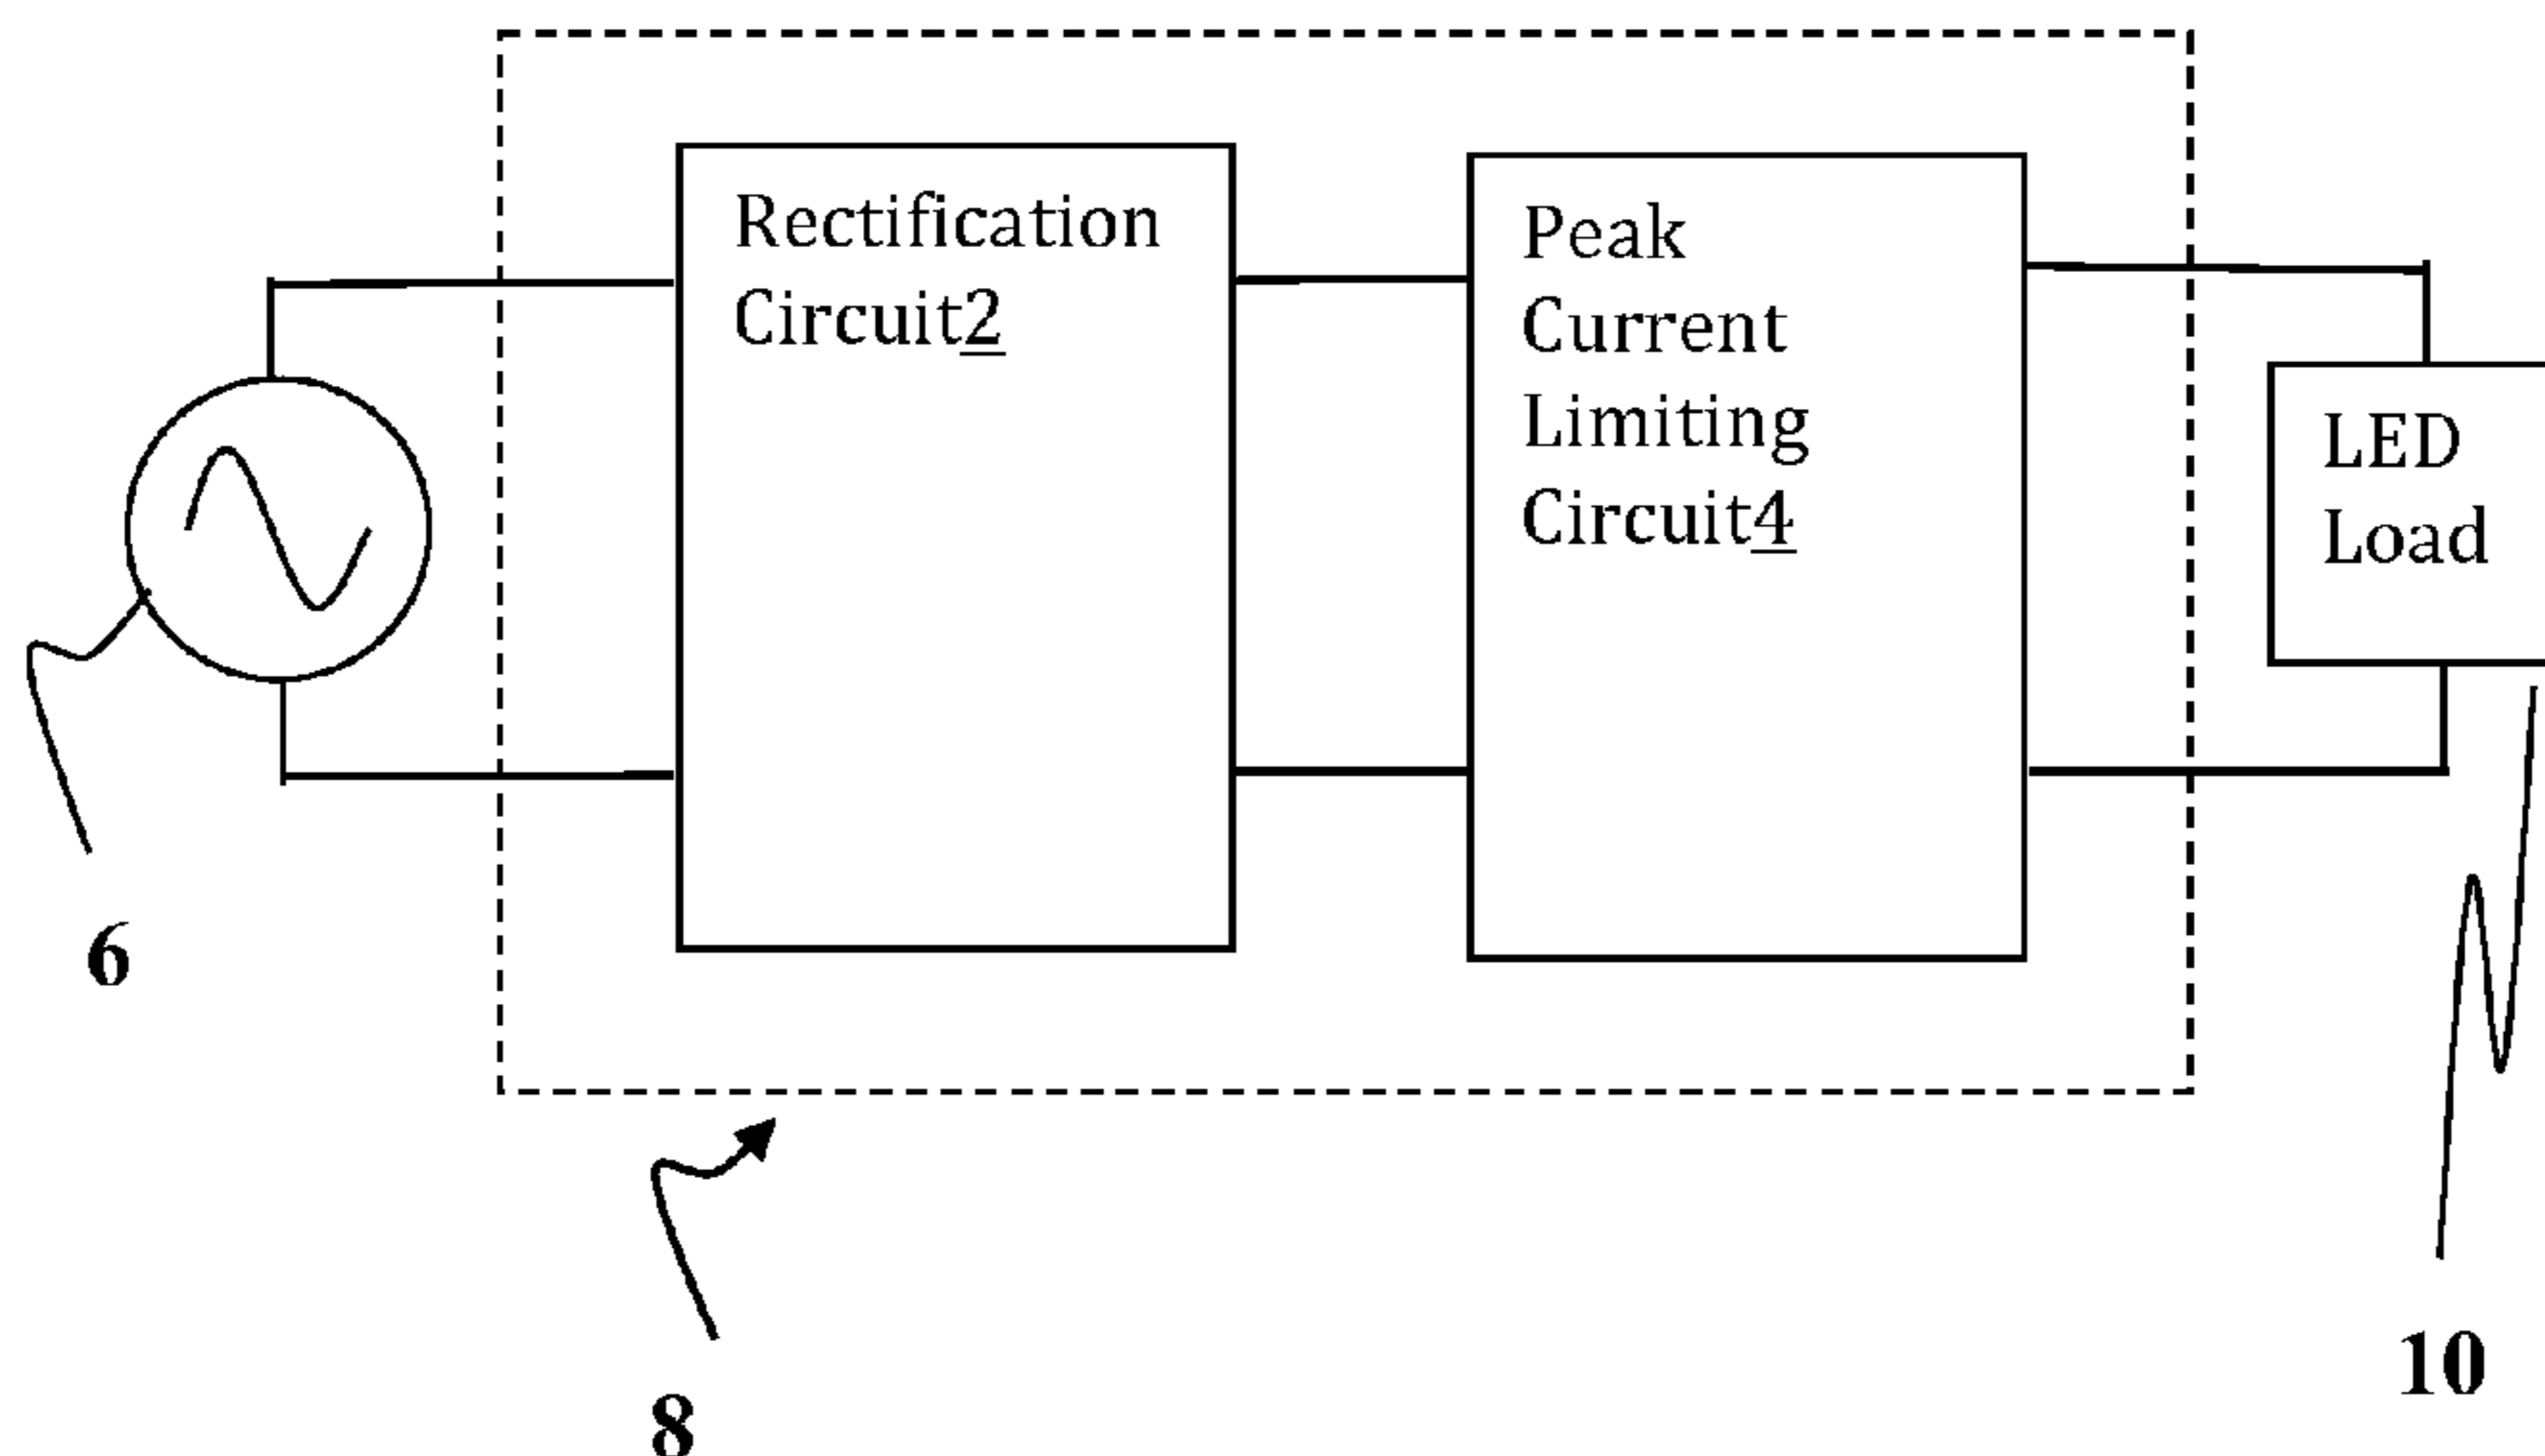 Rectification
Circuit2
Peak
Current
Limiting
Circuit4
LED
Load
6
8
10